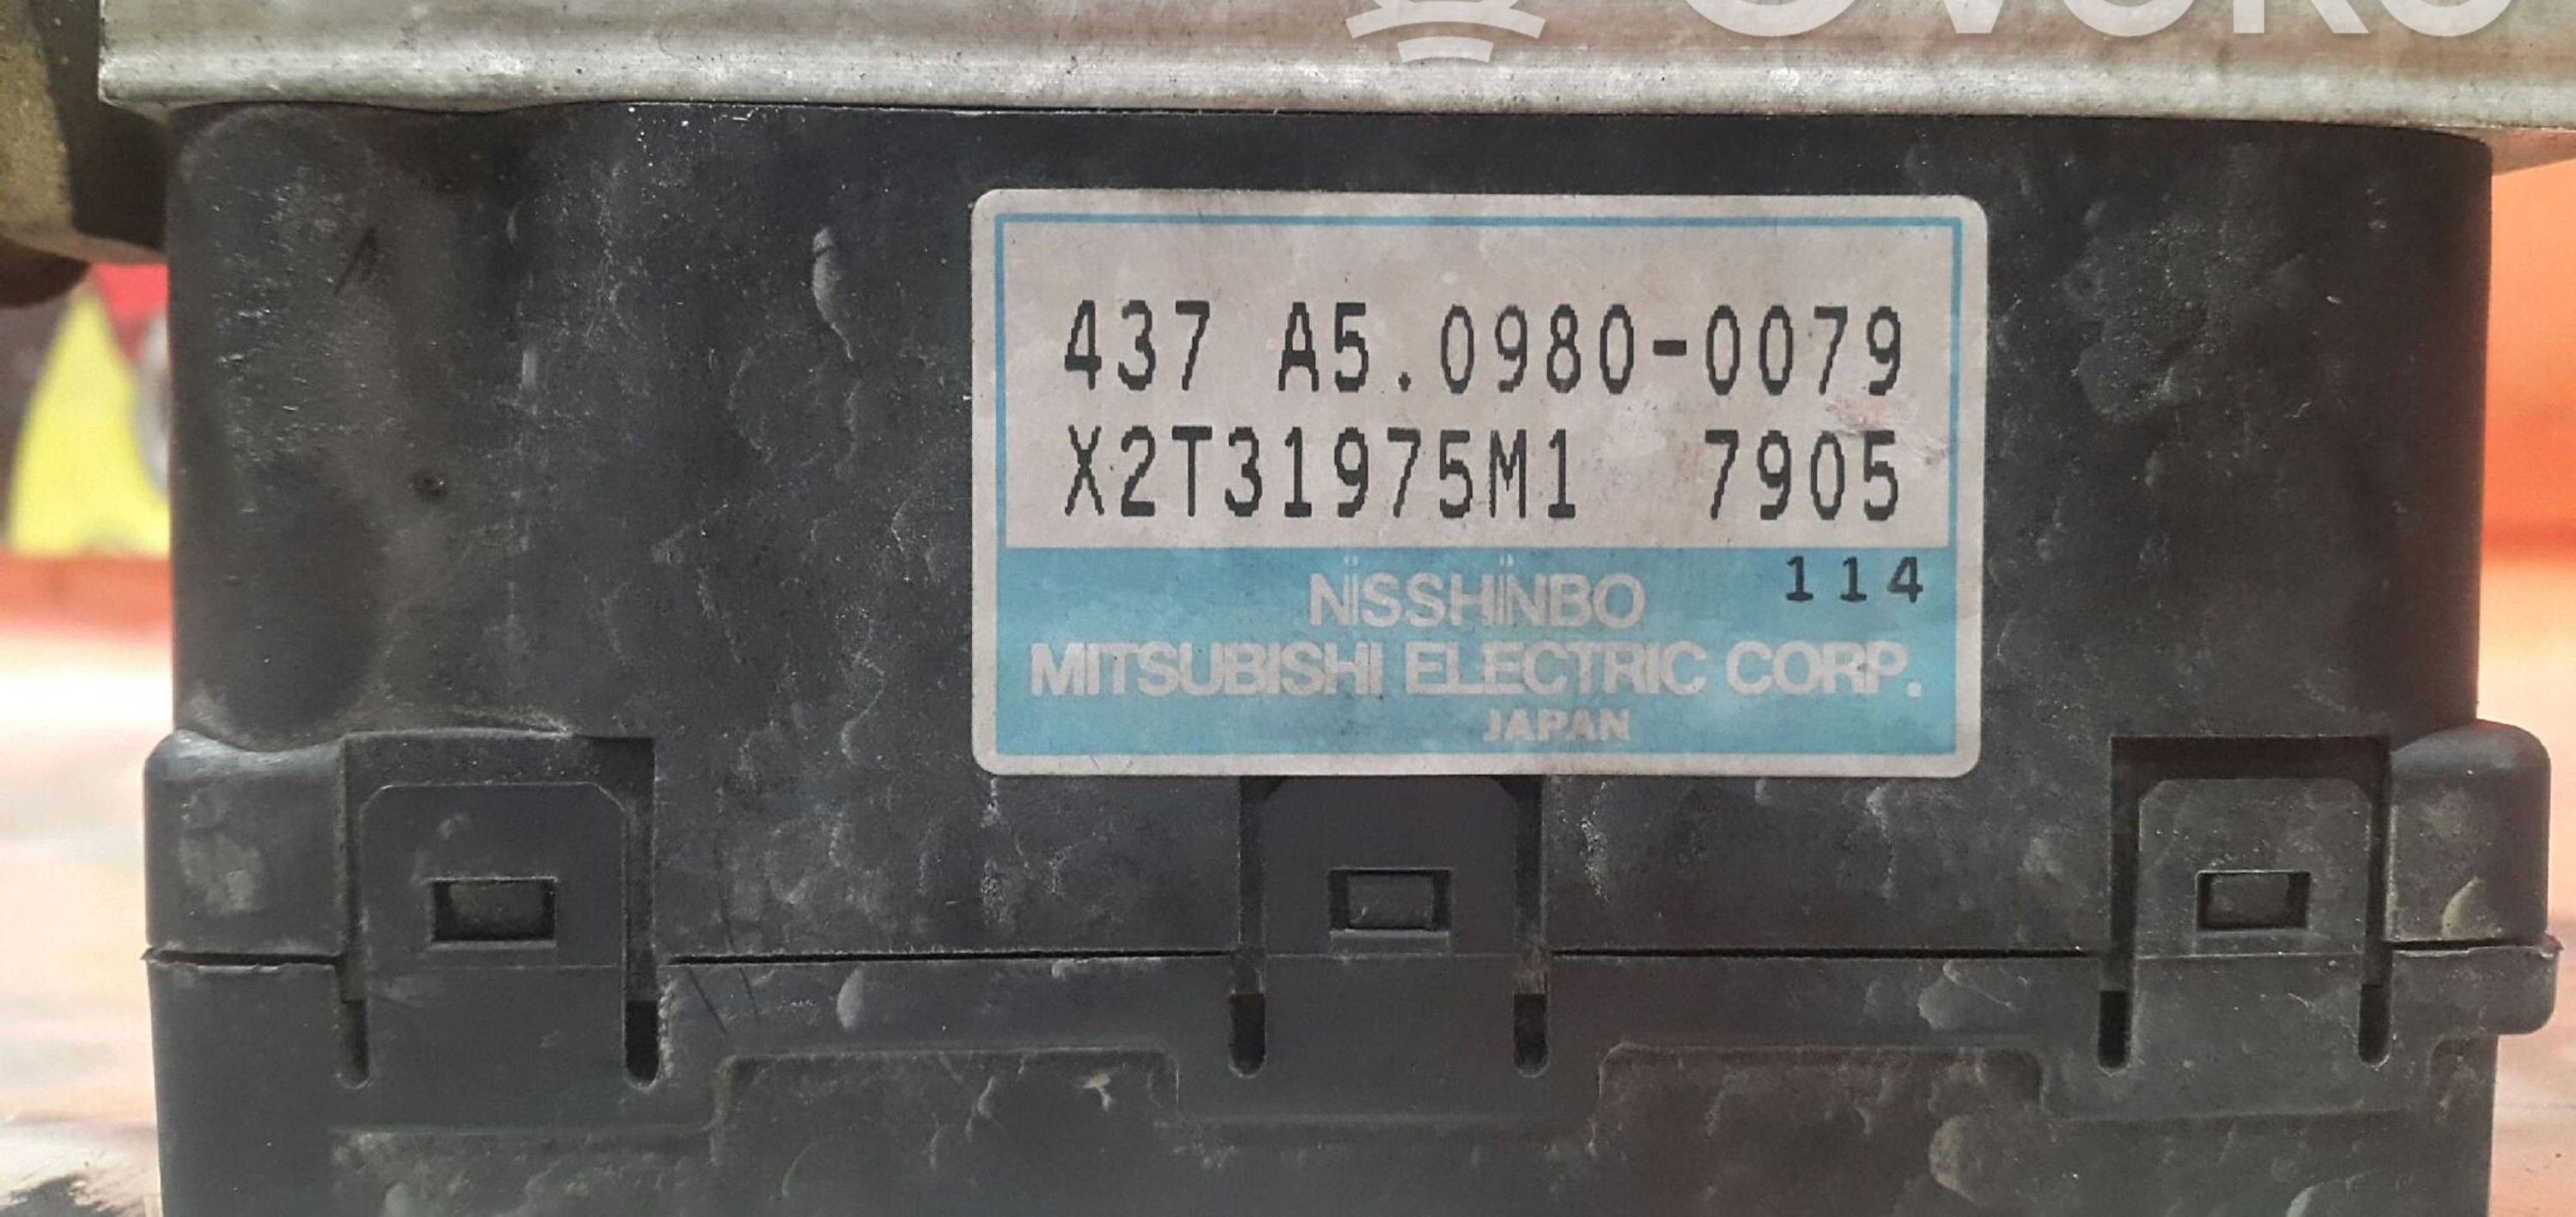 437 A5.0980-0079
X2T31975M1 7905
114
NISSHINBO
MITSUBISHI ELECTRIC CORP.
JAPAN